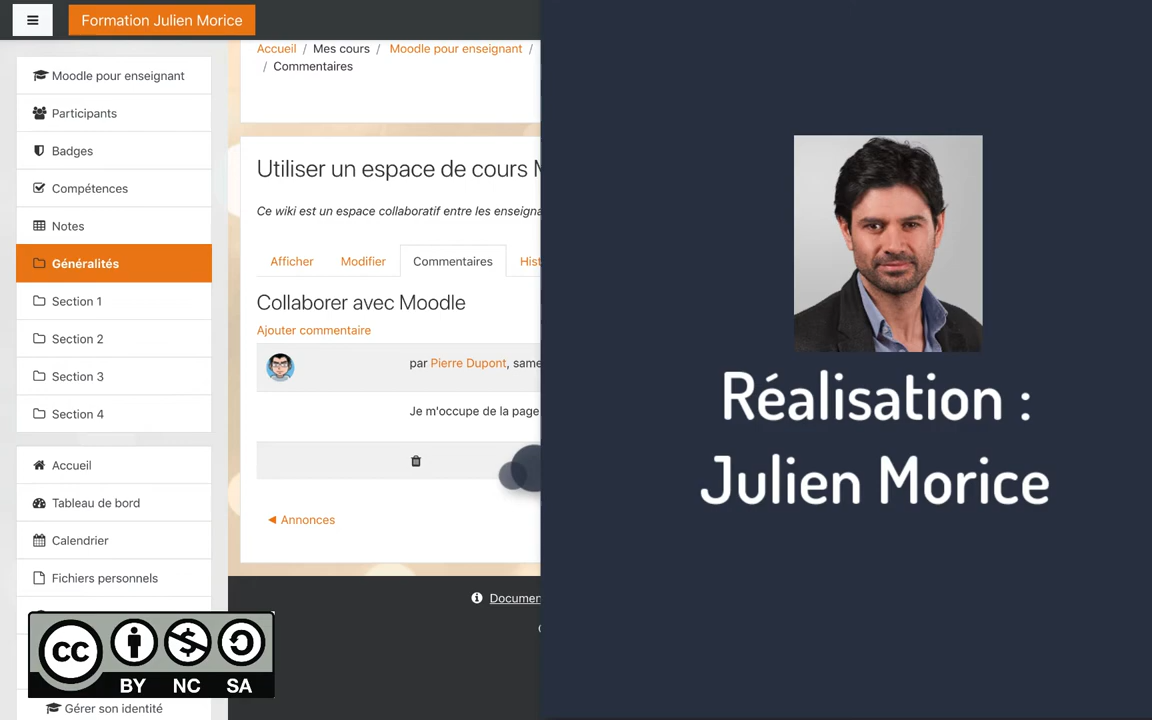 Formation Julien Morice
Accueil / Mes cours / Moodle pour enseignant /
/ Commentaires
Moodle pour enseignant
Participants
Badges
Compétences
Notes
Généralités
Section 1
Section 2
Section 3
Section 4
Accueil
Tableau de bord
Calendrier
Fichiers personnels
Gérer son identité
Utiliser un espace de cours
Ce wiki est un espace collaboratif entre les
Afficher
Modifier
Commentaires
Hist
Collaborer avec Moodle
Ajouter commentaire
par Pierre Dupont, same
Je m'occupe de la page
◄ Annonces
Documen
cc
BY NC SA
Réalisation :
Julien Morice